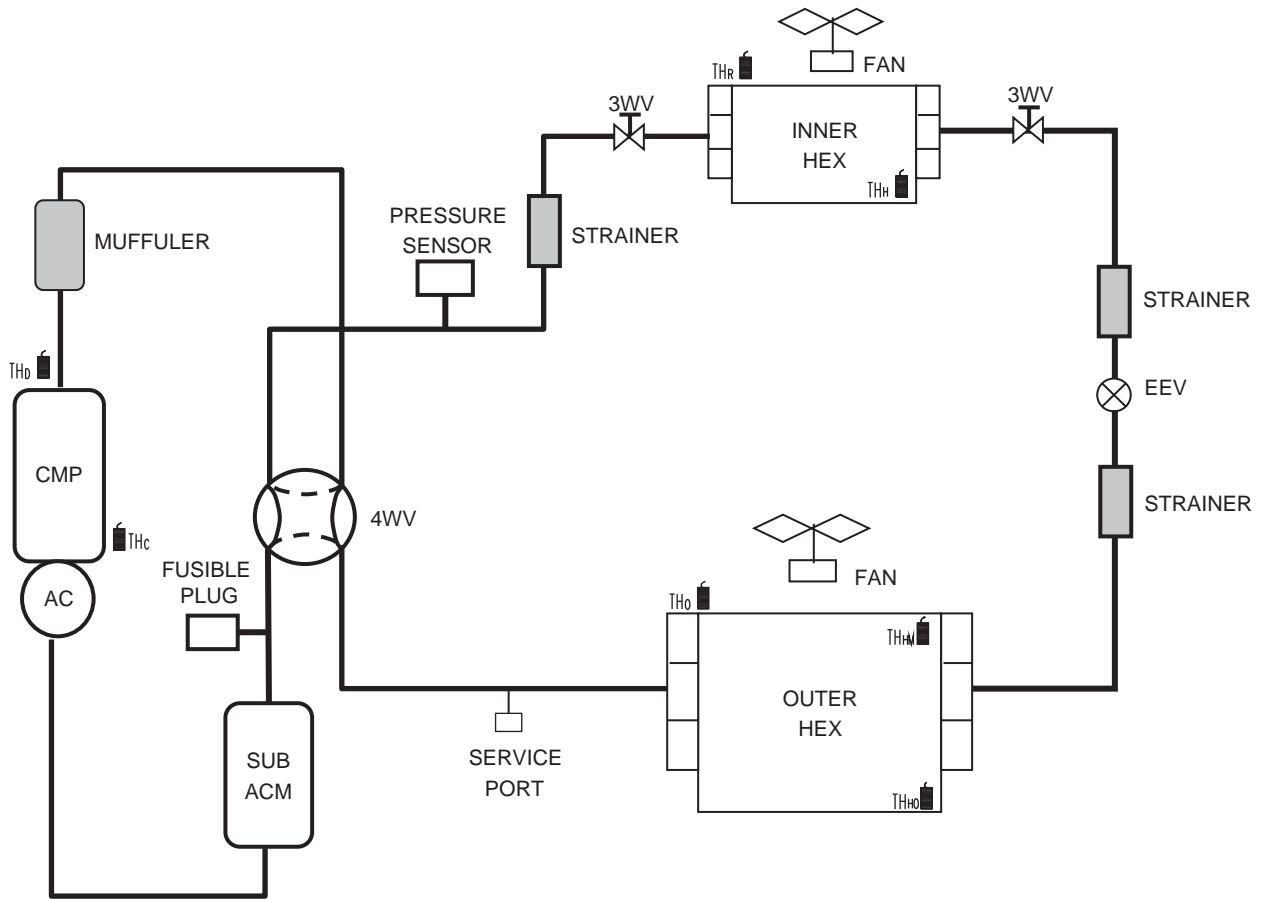 FAN
THR
3WV
3WV
INNER
HEX
THH
PRESSURE
SENSOR
STRAINER
MUFFULER
STRAINER
THD
EEV
CMP
4WV
STRAINER
THC
FUSIBLE
PLUG
FAN
AC
THO
THHM
OUTER
HEX
SUB
ACM
SERVICE
PORT
THHO